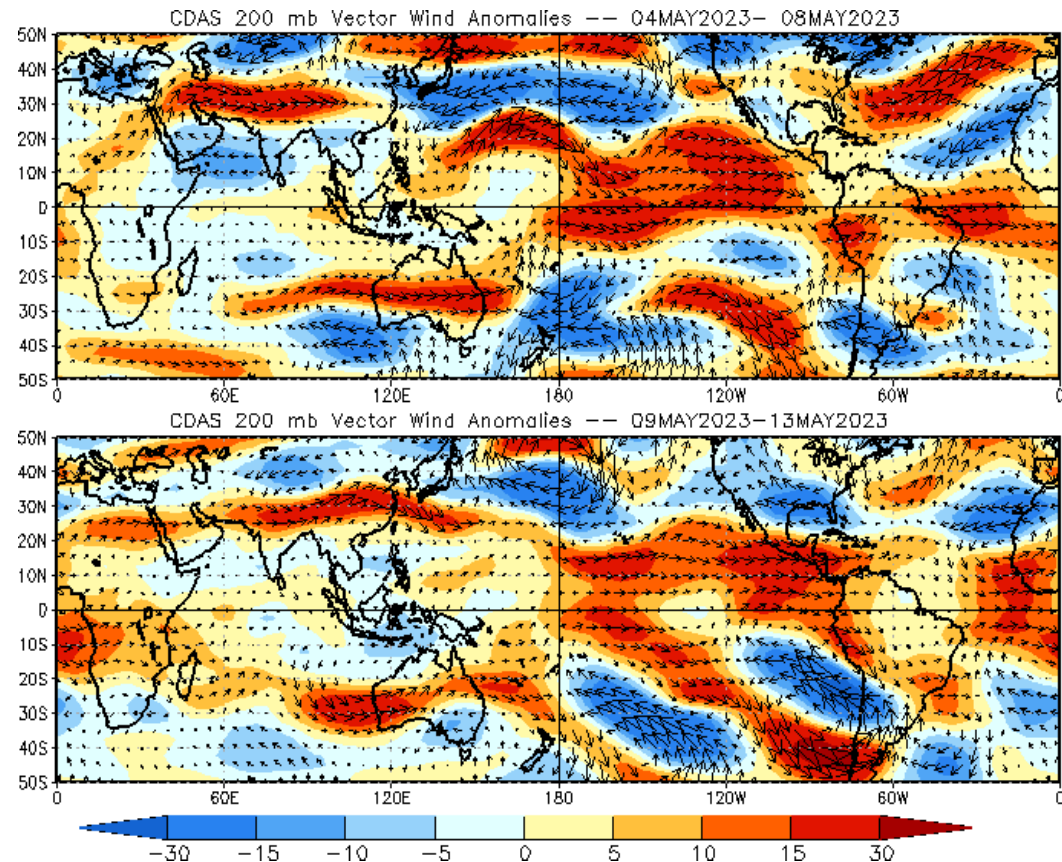 CDAS 200 mb Vector Wind Anomalies -- 04MAY2023- 08MAY2023
50N
40N
30N
20N
10N
0
10S
20S
30S
40S
50S
0 60E 120E 180 120W 60W 0
CDAS 200 mb Vector Wind Anomalies -- 09MAY2023-13MAY2023
50N
40N
30N
20N
10N
0
10S
20S
30S
40S
50S
0 60E 120E 180 120W 60W 0
-30 -15 -10 -5 0 5 10 15 30